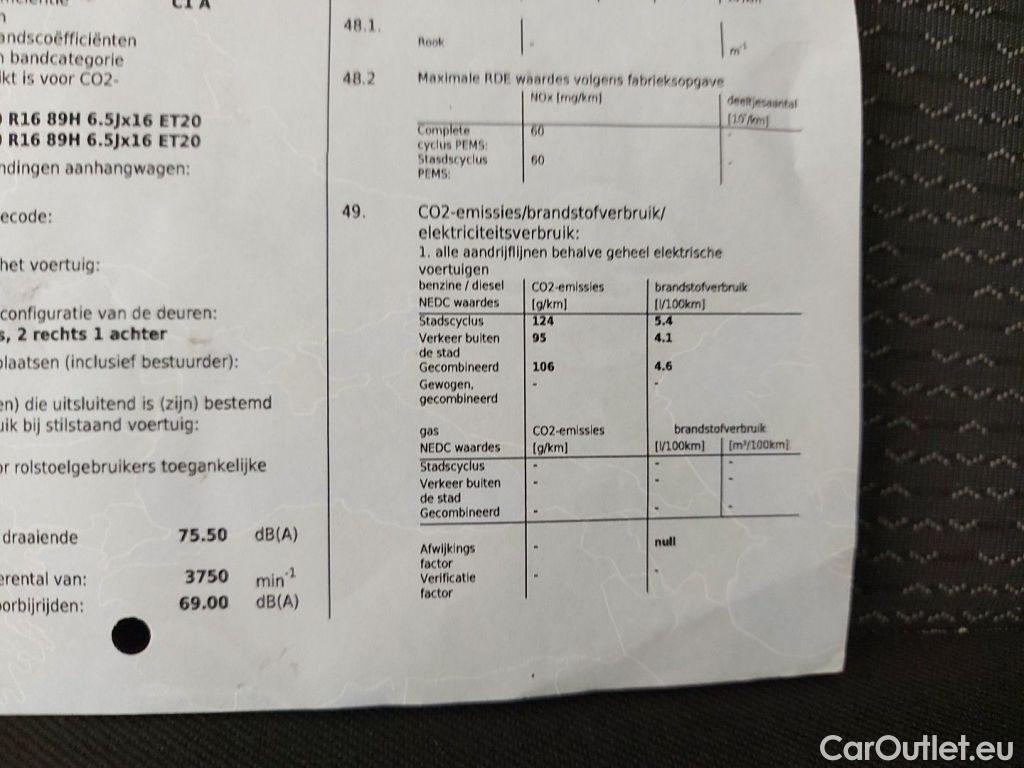 C1 A
andscoëfficiënten
bandcategorie
ikt is voor CO2-
R16 89H 6.5Jx16 ET20
R16 89H 6.5Jx16 ET20
ndingen aanhangwagen:
ecode:
het voertuig:
configuratie van de deuren:
s, 2 rechts 1 achter
plaatsen (inclusief bestuurder):
en) die uitsluitend is (zijn) bestemd
uik bij stilstaand voertuig:
or rolstoelgebruikers toegankelijke
draaiende 75.50 dB(A)
erental van: 3750 min-1
oorbijrijden: 69.00 dB(A)
48.1.
Rook - m-1
48.2 Maximale RDE waardes volgens fabrieksopgave
NOx [mg/km] deeltjesaantal
Complete 60 -
cyclus PEMS:
Stasdscyclus 60 -
PEMS:
49. CO2-emissies/brandstofverbruik/
elektriciteitsverbruik:
1. alle aandrijflijnen behalve geheel elektrische
voertuigen
benzine / diesel CO2-emissies brandstofverbruik
NEDC waardes [g/km] [l/100km]
Stadscyclus 124 5.4
Verkeer buiten 95 4.1
de stad
Gecombineerd 106 4.6
Gewogen, - -
gecombineerd
gas CO2-emissies brandstofverbruik
NEDC waardes [g/km] [l/100km] [m³/100km]
Stadscyclus - - -
Verkeer buiten - - -
de stad
Gecombineerd - - -
Afwijkings - null
factor
Verificatie - -
factor
CarOutlet.eu